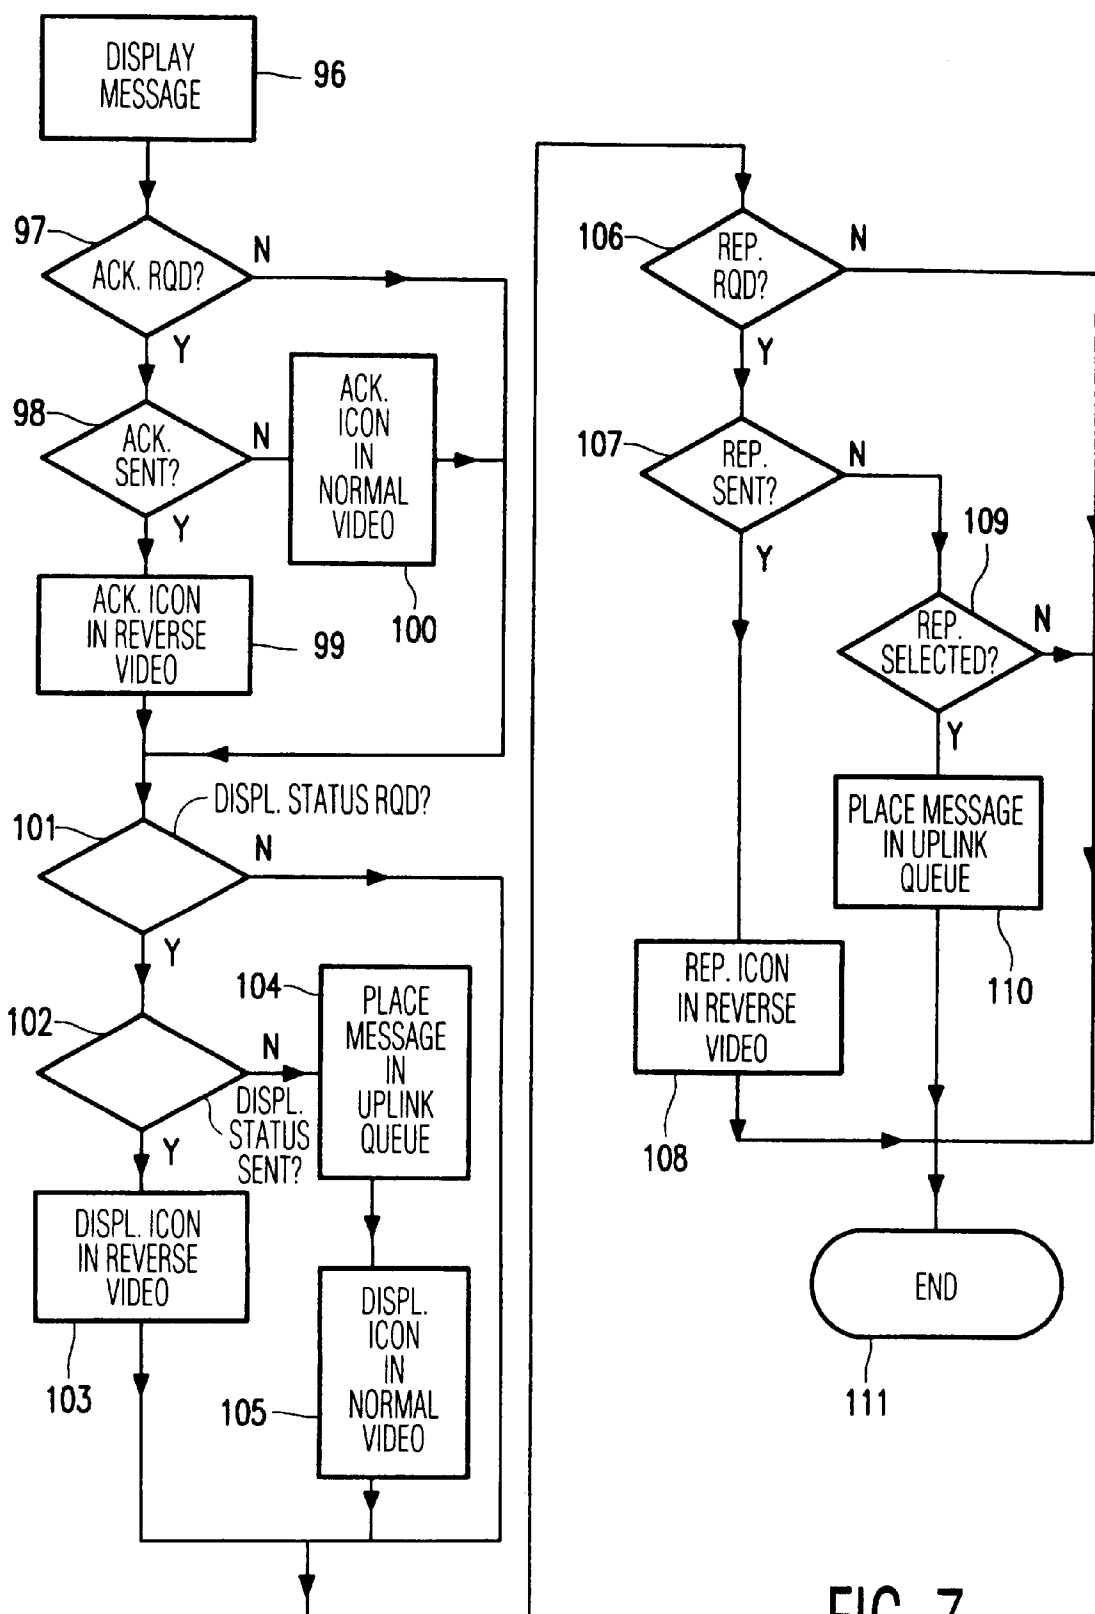 DISPLAY
MESSAGE
96
97
ACK. RQD?
N
Y
98
ACK.
SENT?
N
Y
ACK.
ICON
IN
NORMAL
VIDEO
100
ACK. ICON
IN REVERSE
VIDEO
99
DISPL. STATUS RQD?
101
N
Y
102
N
DISPL.
STATUS
SENT?
Y
104
PLACE
MESSAGE
IN
UPLINK
QUEUE
DISPL. ICON
IN REVERSE
VIDEO
103
DISPL.
ICON
IN
NORMAL
VIDEO
105
106
REP.
RQD?
N
Y
107
REP.
SENT?
N
Y
109
REP.
SELECTED?
N
Y
PLACE MESSAGE
IN UPLINK
QUEUE
110
REP. ICON
IN REVERSE
VIDEO
108
END
111
FIG. 7